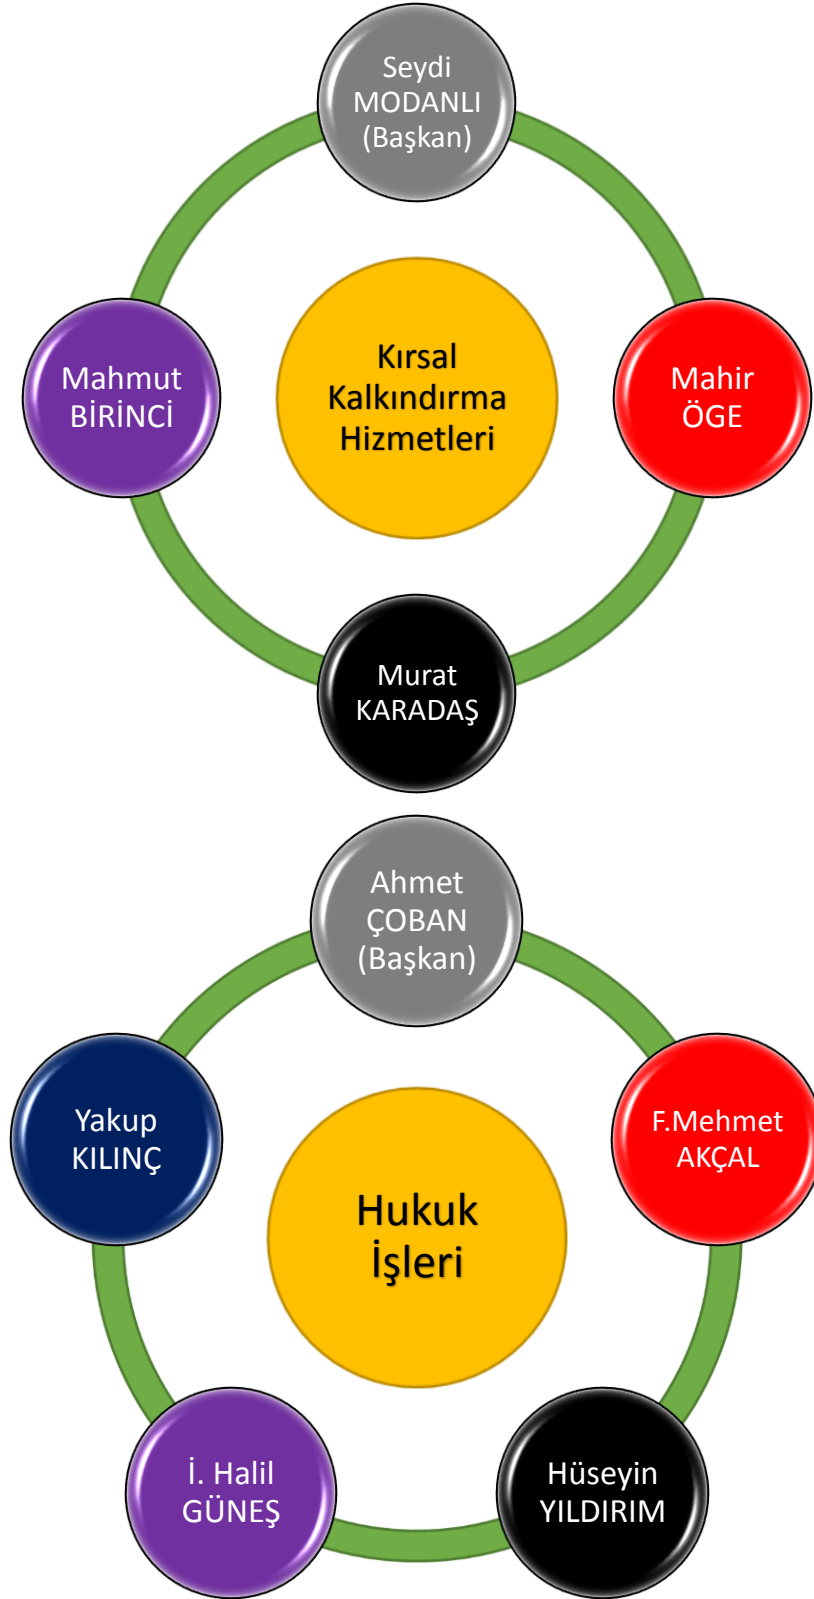 Seydi
MODANLI
(Başkan)
Mahmut
BİRİNCİ
Kırsal
Kalkındırma
Hizmetleri
Mahir
ÖGE
Murat
KARADAŞ
Ahmet
ÇOBAN
(Başkan)
Yakup
KILINÇ
F.Mehmet
AKÇAL
Hukuk
İşleri
İ. Halil
GÜNEŞ
Hüseyin
YILDIRIM